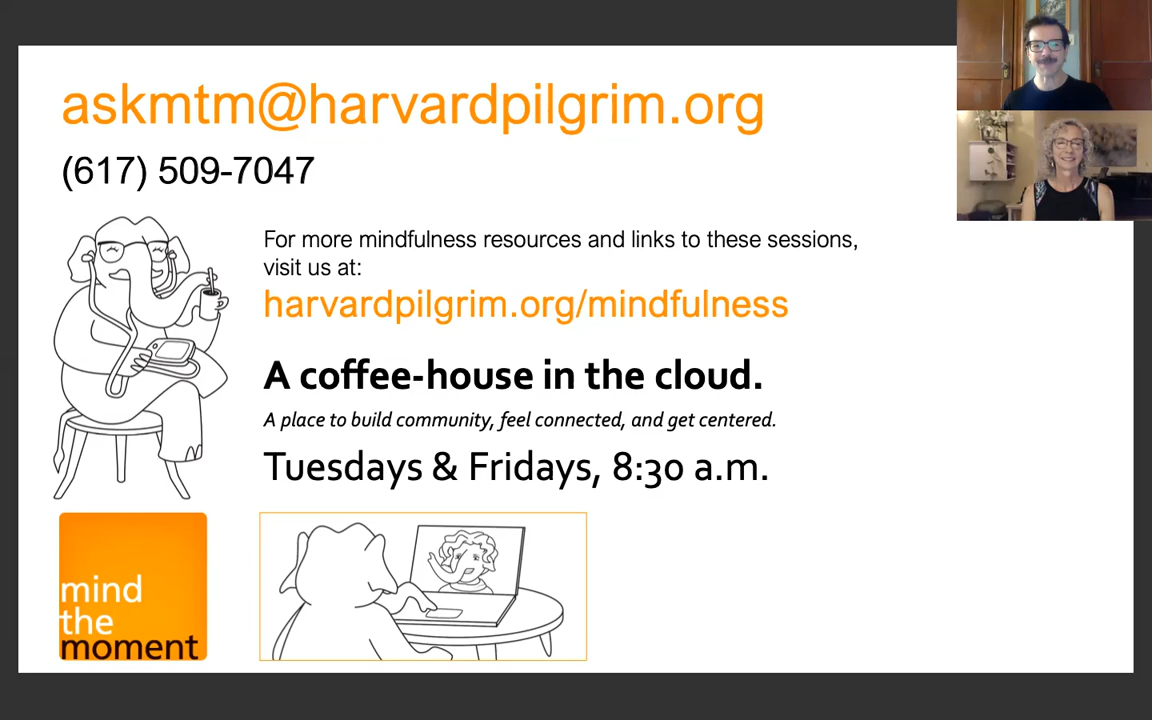 askmtm@harvardpilgrim.org
(617) 509-7047
For more mindfulness resources and links to these sessions,
visit us at:
harvardpilgrim.org/mindfulness
A coffee-house in the cloud.
A place to build community, feel connected, and get centered.
Tuesdays & Fridays, 8:30 a.m.
mind
the
moment